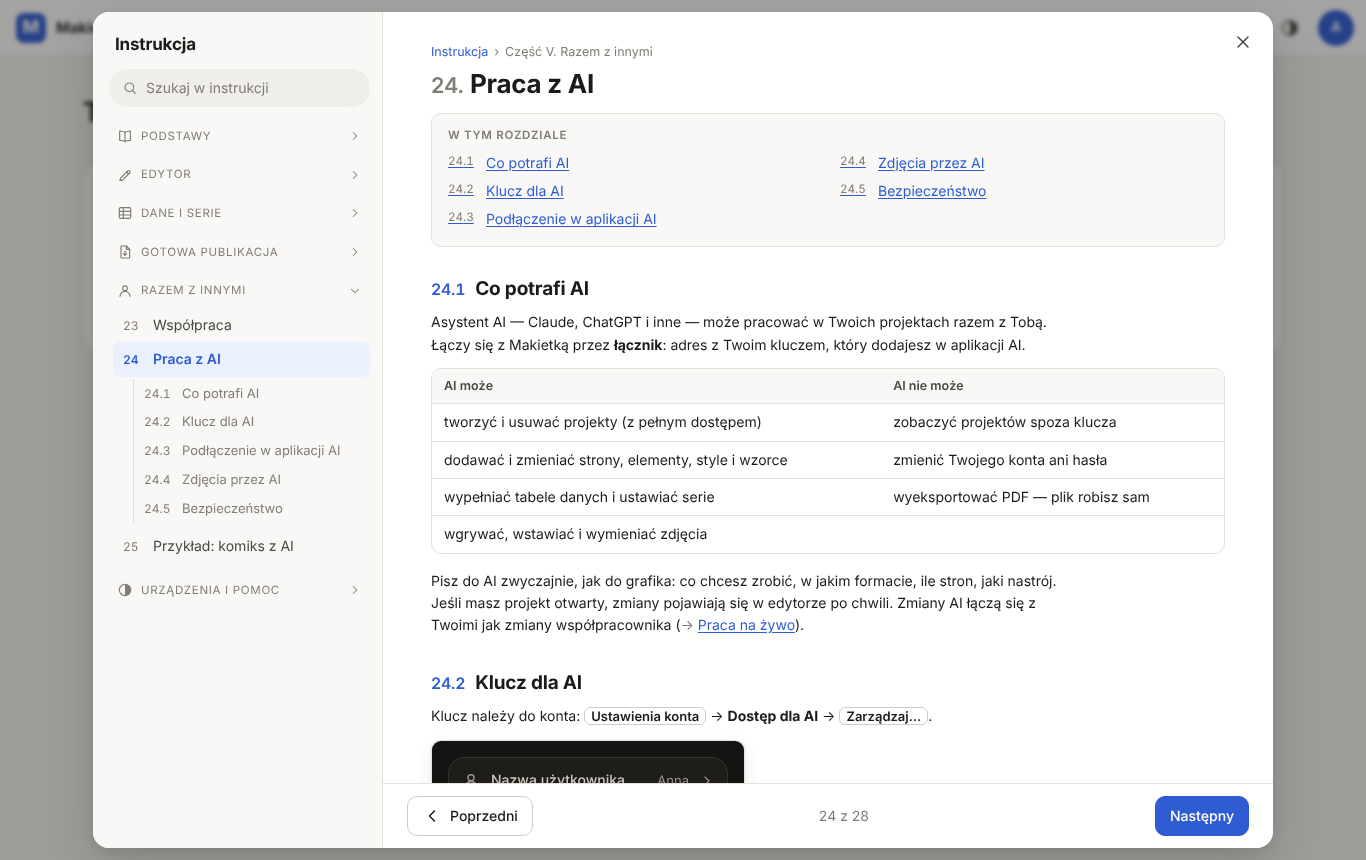 M
A
Instrukcja
Szukaj w instrukcji
PODSTAWY
EDYTOR
DANE I SERIE
GOTOWA PUBLIKACJA
RAZEM Z INNYMI
23 Współpraca
24 Praca z AI
24.1 Co potrafi AI
24.2 Klucz dla AI
24.3 Podłączenie w aplikacji AI
24.4 Zdjęcia przez AI
24.5 Bezpieczeństwo
25 Przykład: komiks z AI
URZĄDZENIA I POMOC
Instrukcja › Część V. Razem z innymi
24. Praca z AI
W TYM ROZDZIALE
24.1 Co potrafi AI
24.2 Klucz dla AI
24.3 Podłączenie w aplikacji AI
24.4 Zdjęcia przez AI
24.5 Bezpieczeństwo
24.1 Co potrafi AI
Asystent AI — Claude, ChatGPT i inne — może pracować w Twoich projektach razem z Tobą.
Łączy się z Makietką przez łącznik: adres z Twoim kluczem, który dodajesz w aplikacji AI.
AI może AI nie może
tworzyć i usuwać projekty (z pełnym dostępem) zobaczyć projektów spoza klucza
dodawać i zmieniać strony, elementy, style i wzorce zmienić Twojego konta ani hasła
wypełniać tabele danych i ustawiać serie wyeksportować PDF — plik robisz sam
wgrywać, wstawiać i wymieniać zdjęcia
Pisz do AI zwyczajnie, jak do grafika: co chcesz zrobić, w jakim formacie, ile stron, jaki nastrój.
Jeśli masz projekt otwarty, zmiany pojawiają się w edytorze po chwili. Zmiany AI łączą się z
Twoimi jak zmiany współpracownika (→ Praca na żywo).
24.2 Klucz dla AI
Klucz należy do konta: Ustawienia konta → Dostęp dla AI → Zarządzaj... .
Nazwa użytkownika Anna
Poprzedni
24 z 28
Następny